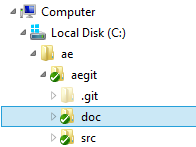 Computer
Local Disk (C:)
ae
aegit
.git
doc
src